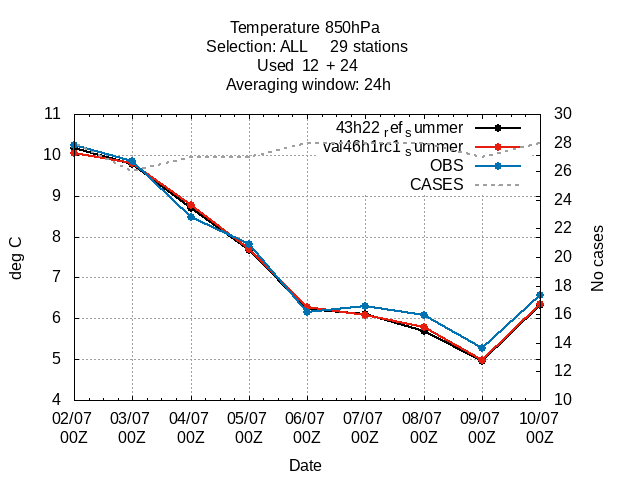 Temperature 850hPa
Selection: ALL 29 stations
Used 12 + 24
Averaging window: 24h
43h22refsummer
val46h1rc1summer
OBS
CASES
deg C
11
10
9
8
7
6
5
4
30
28
26
24
22
20
18
16
14
12
10
No cases
02/07 03/07 04/07 05/07 06/07 07/07 08/07 09/07 10/07
00Z 00Z 00Z 00Z 00Z 00Z 00Z 00Z 00Z
Date